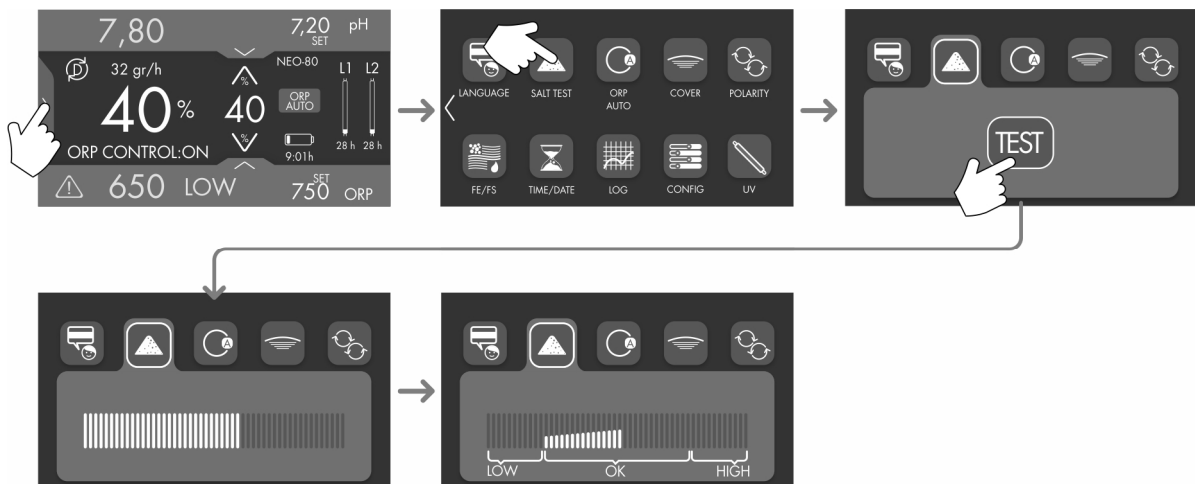 7,80
7,20 pH
SET
32 gr/h
NEO-80
L1 L2
%
40 %
40
ORP
AUTO
%
28 h 28 h
ORP CONTROL:ON
9:01h
650 LOW
SET
750 ORP
LANGUAGE
SALT TEST
ORP
AUTO
COVER
POLARITY
FE/FS
TIME/DATE
LOG
CONFIG
UV
A
TEST
A
LOW
OK
HIGH
A